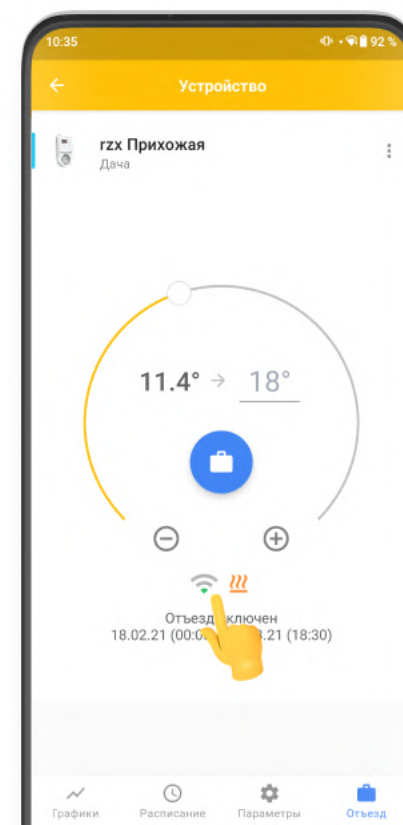 10:35
92 %
Устройство
rzx Прихожая
Дача
11.4° → 18°
Отъезд ключен
18.02.21 (00:0 .21 (18:30)
Графики Расписание Параметры Отъезд